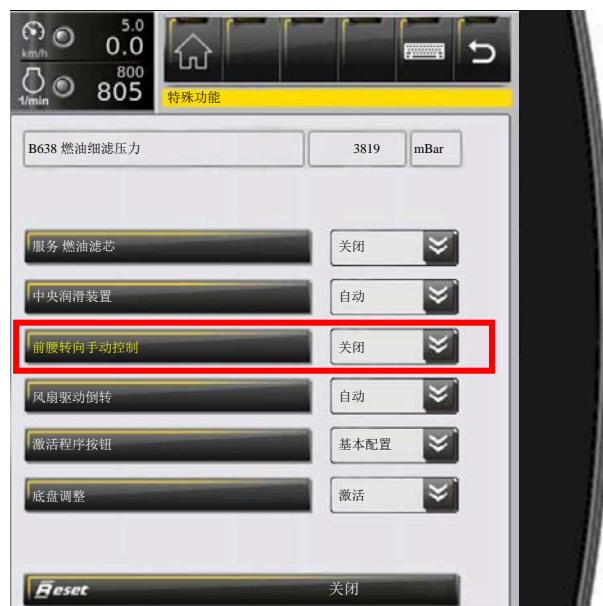 5.0
km/h 0.0
800
1/min 805
特殊功能
B638 燃油细滤压力 3819 mBar
服务 燃油滤芯 关闭
中央润滑装置 自动
前腰转向手动控制 关闭
风扇驱动倒转 自动
激活程序按钮 基本配置
底盘调整 激活
Reset 关闭